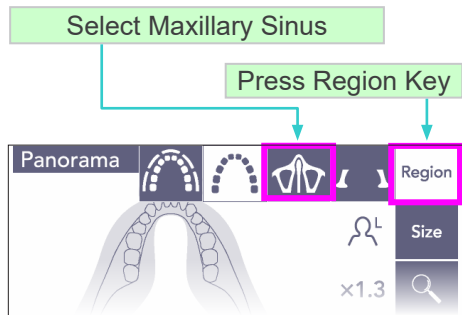 Select Maxillary Sinus
Press Region Key
Panorama
Region
L
Size
×1.3